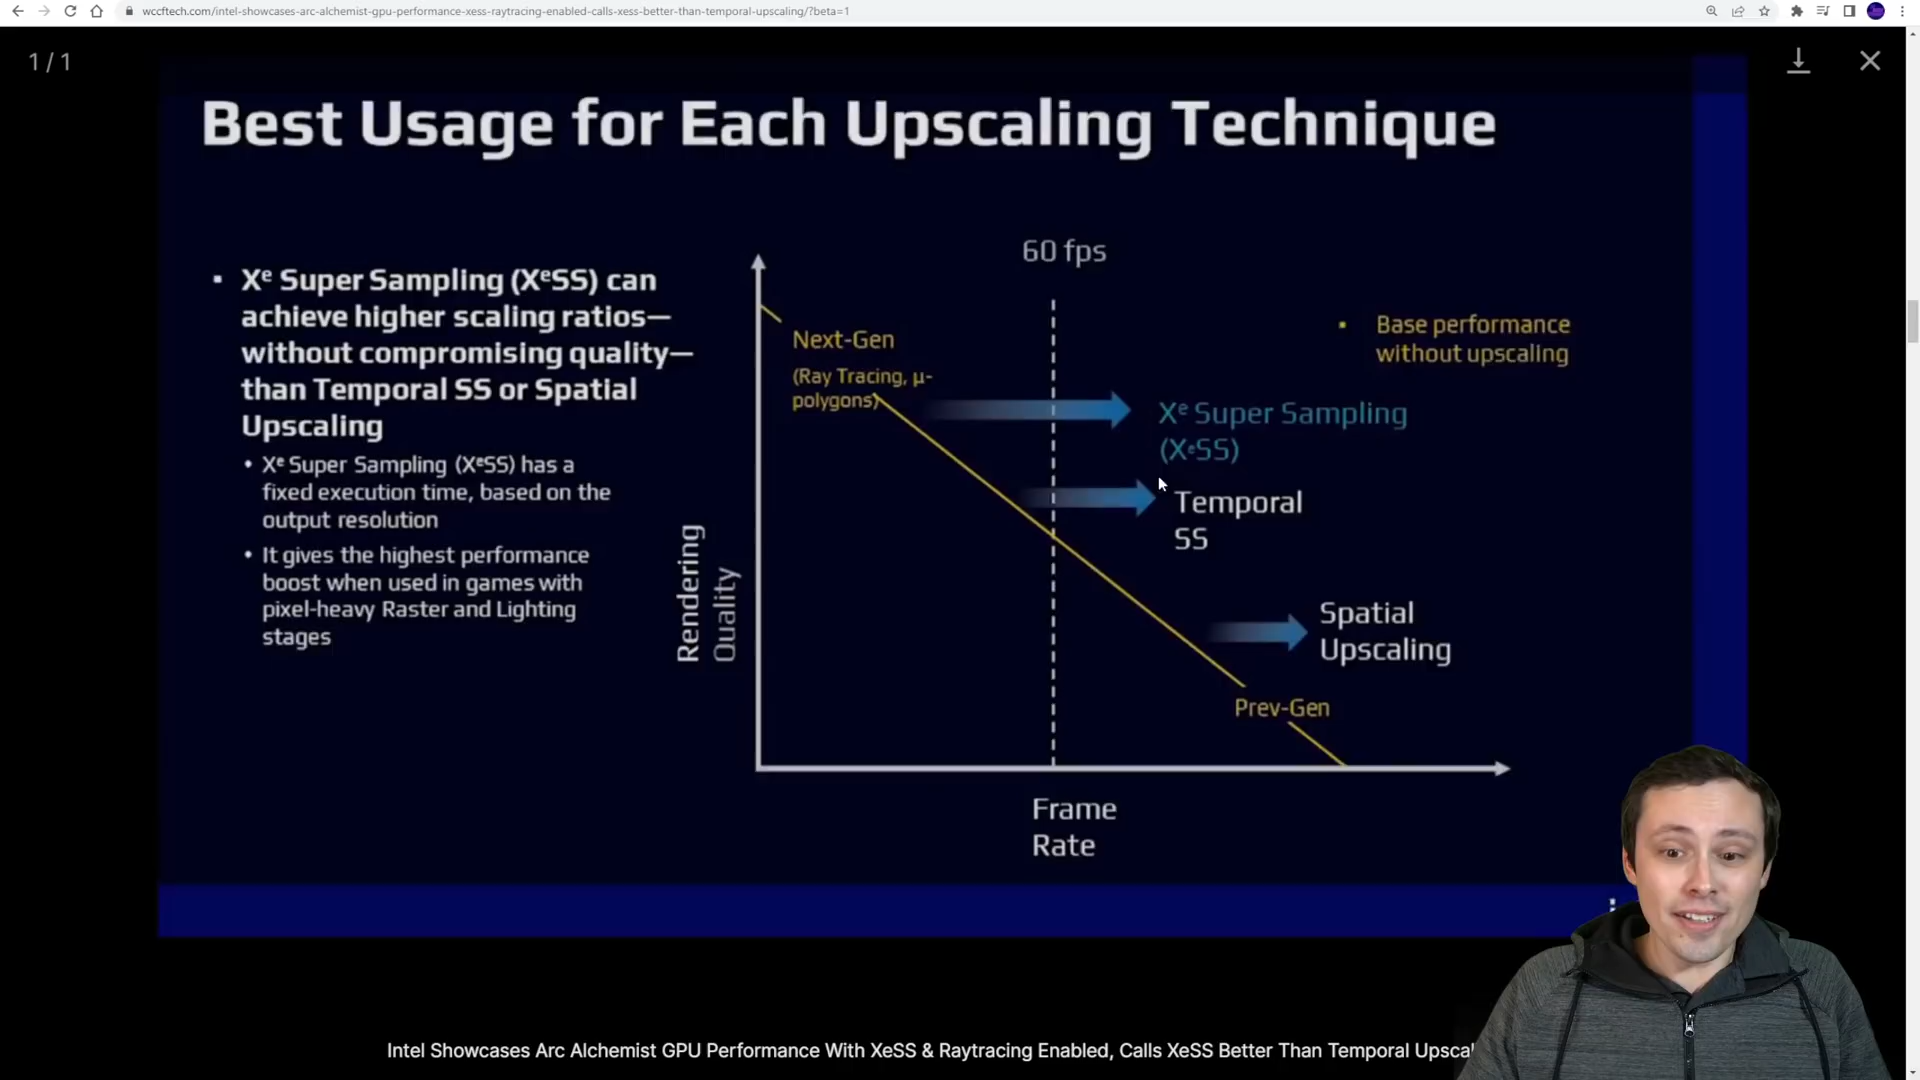 wccftech.com/intel-showcases-arc-alchemist-gpu-performance-xess-raytracing-enabled-calls-xess-better-than-temporal-upscaling/?beta=1
1 / 1
Best Usage for Each Upscaling Technique
▪ Xe Super Sampling (XeSS) can
achieve higher scaling ratios—
without compromising quality—
than Temporal SS or Spatial
Upscaling
• Xe Super Sampling (XeSS) has a
fixed execution time, based on the
output resolution
• It gives the highest performance
boost when used in games with
pixel-heavy Raster and Lighting
stages
Rendering
Quality
60 fps
Next-Gen
(Ray Tracing, μ-
polygons)
▪ Base performance
without upscaling
Xe Super Sampling
(XeSS)
Temporal
SS
Spatial
Upscaling
Prev-Gen
Frame
Rate
Intel Showcases Arc Alchemist GPU Performance With XeSS & Raytracing Enabled, Calls XeSS Better Than Temporal Upscal